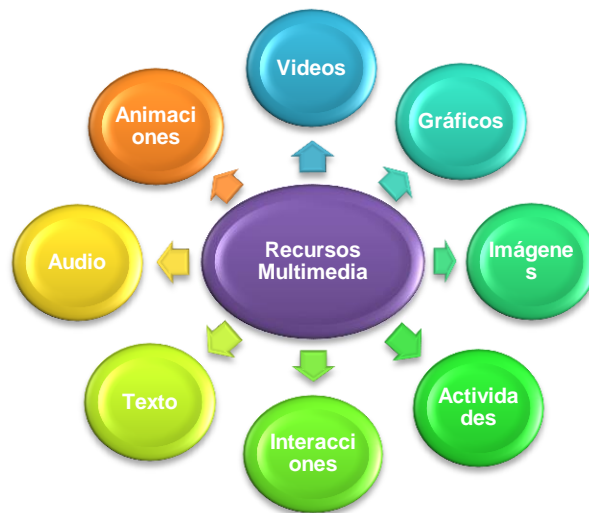 Videos
Gráficos
Imágene
s
Activida
des
Interacci
ones
Texto
Audio
Animaci
ones
Recursos
Multimedia